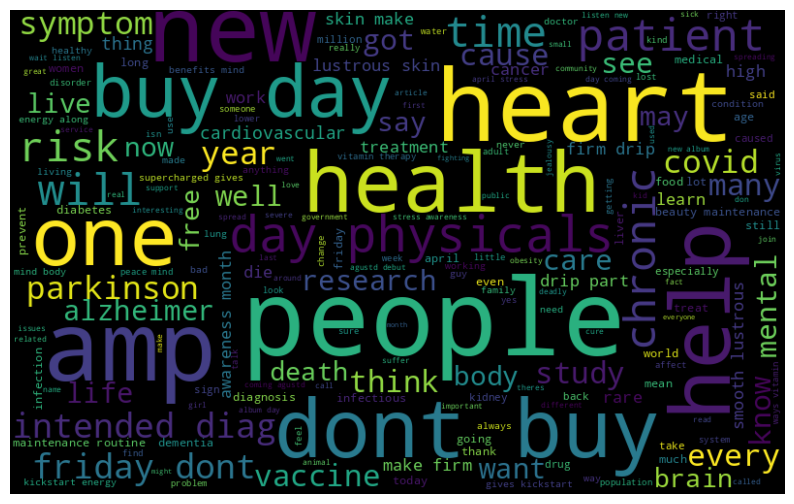 symptom
new
skin make
doctor
listen new
sick
right
million
really
water
small
kind
spreading
healthy
wait listen
great
thing
got
time
patient
buy day
women
long
lustrous skin
cause
see
medical
disorder
benefits mind
community
day coming
lost
live
work
cancer
high
said
energy along
someone
article
april stress
condition
heart
may
age
service
use
isn
lower
first
used
new album
virus
cardiovascular
say
risk
now
year
treatment
never
firm drip
covid
caused
made
went
anything
vitamin therapy
fighting
adult
jealousy
living
supercharged gives
health
food
lot
many
don
will
real
support
love
well
free
public
getting
kid
learn
beauty maintenance
prevent
diabetes
interesting
spread
severe
government
stress awareness
still
one
day physicals
liver
chronic
help
join
lung
change
friday
april
little
obesity
care
especially
mind body
peace mind
bad
die
week
agustd debut
working
guy
even
fact
parkinson
research
around
drip part
treat
everyone
look
family
yes
deadly
need
cure
world
affect
mental
smooth lustrous
alzheimer
awareness month
people
issues
related
infection
amp
make
sure
month
suffer
death
think
body
study
rare
mean
talk
coming agustd
call
theres
life
sign
diagnosis
infectious
kidney
back
know
mays vitamin
name
girl
album day
important
different
read
intended diag
dont buy
feel
always
system
maintenance routine
dementia
going
thank
take
much
every
find
friday dont
vaccine
make firm
animal
want
drug
way
population
called
brain
kickstart energy
might
problem
today
gives kickstart